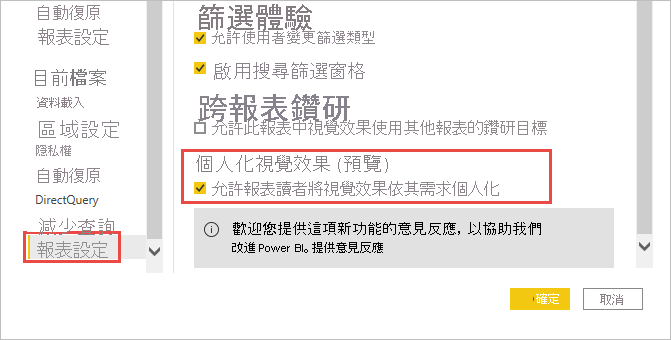 自動復原
報表設定
目前檔案
資料載入
區域設定
隱私權
自動復原
DirectQuery
減少查詢
報表設定
篩選體驗
允許使用者變更篩選類型
啟用搜尋篩選窗格
跨報表鑽研
允許此報表中視覺效果使用其他報表的鑽研目標
個人化視覺效果 (預覽)
允許報表讀者將視覺效果依其需求個人化
歡迎您提供這項新功能的意見反應, 以協助我們
改進 Power BI。提供意見反應
確定
取消